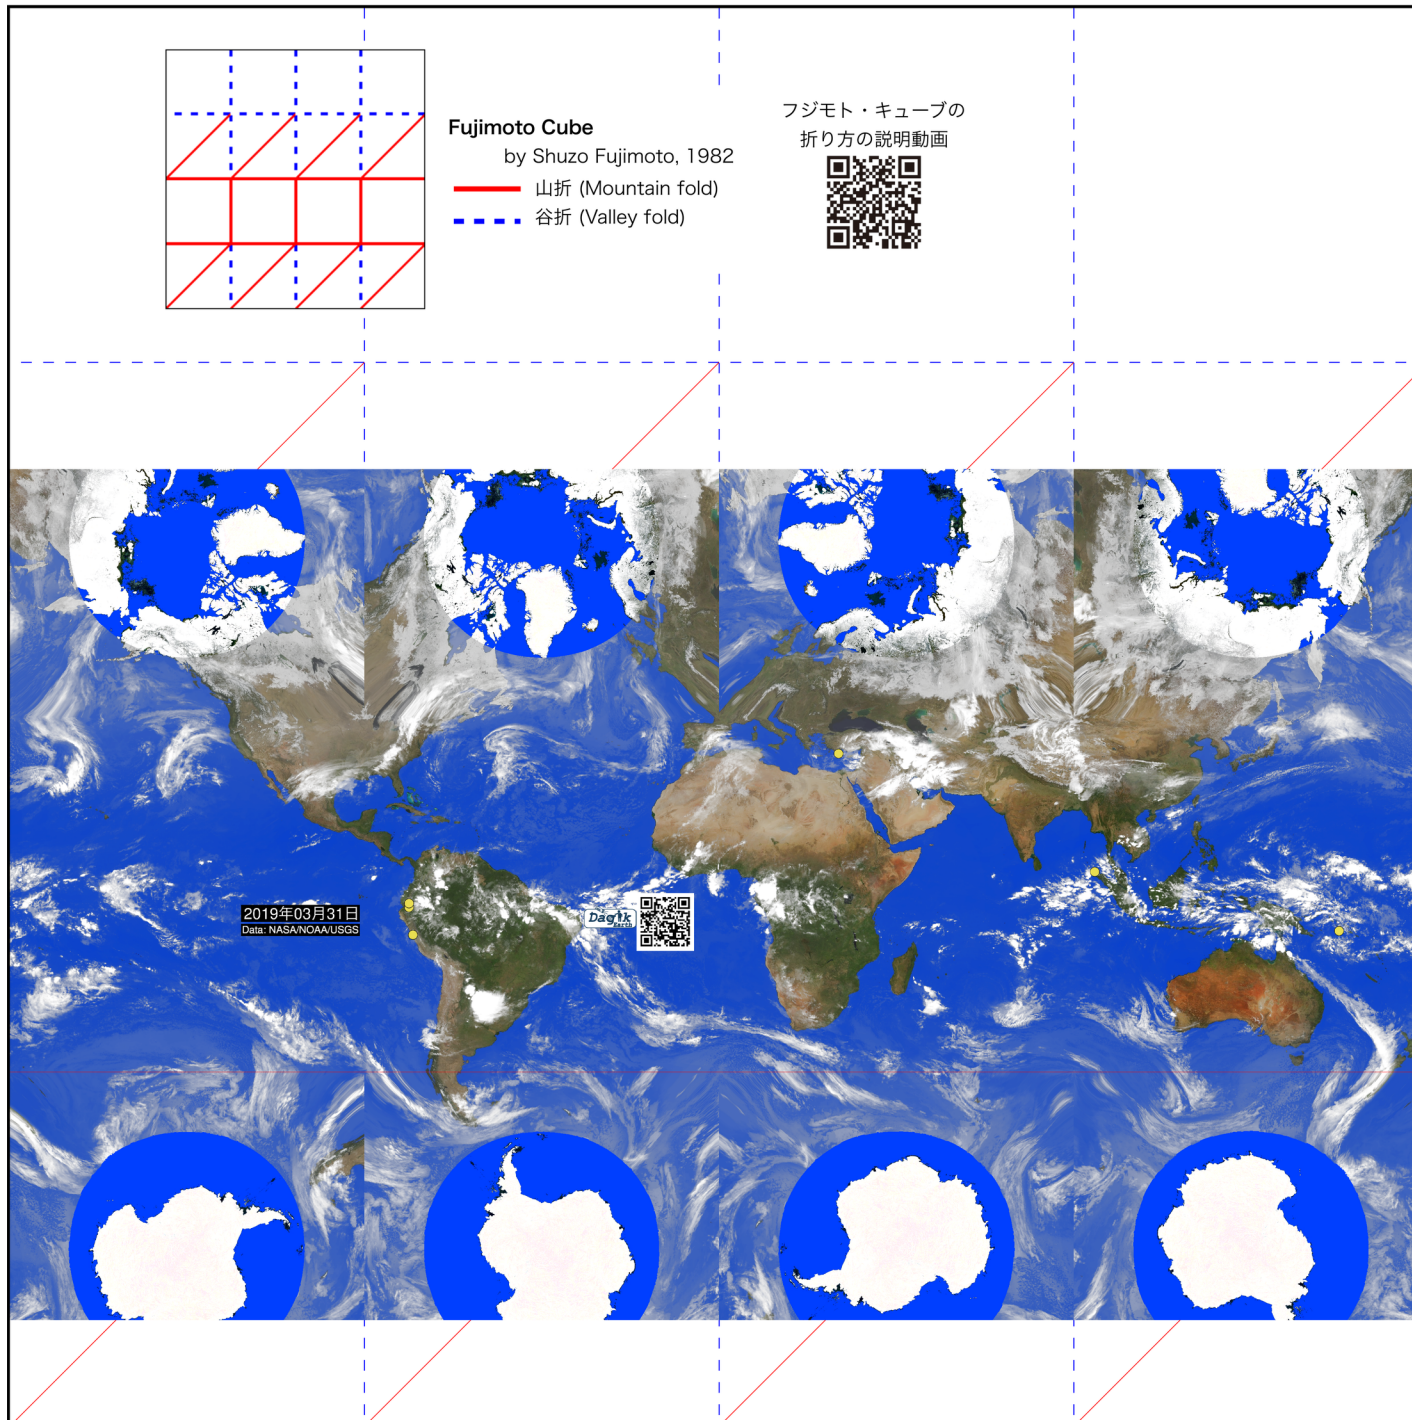 Fujimoto Cube
by Shuzo Fujimoto, 1982
山折 (Mountain fold)
谷折 (Valley fold)
フジモト・キューブの
折り方の説明動画
2019年03月31日
Data: NASA/NOAA/USGS
Dagik
Earth